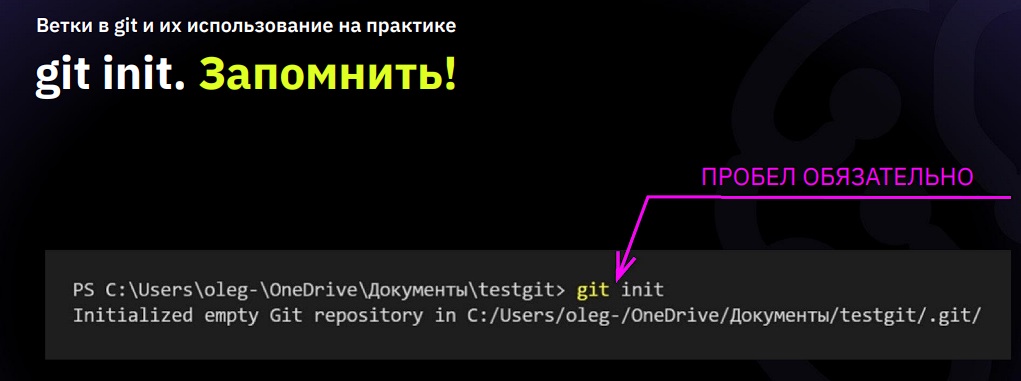 Ветки в git и их использование на практике
git init. Запомнить!
ПРОБЕЛ ОБЯЗАТЕЛЬНО
PS C:\Users\oleg-\OneDrive\Документы\testgit> git init
Initialized empty Git repository in C:/Users/oleg-/OneDrive/Документы/testgit/.git/